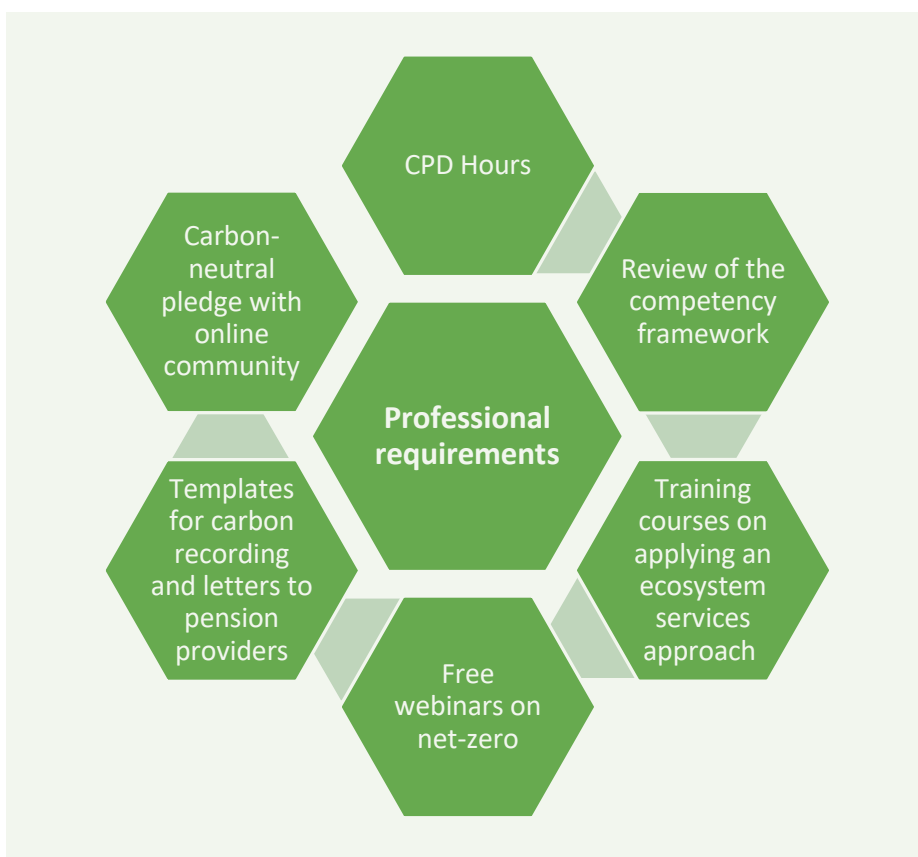 CPD Hours
Review of the
competency
framework
Training
courses on
applying an
ecosystem
services
approach
Free
webinars on
net-zero
Templates
for carbon
recording
and letters to
pension
providers
Carbon-
neutral
pledge with
online
community
Professional
requirements